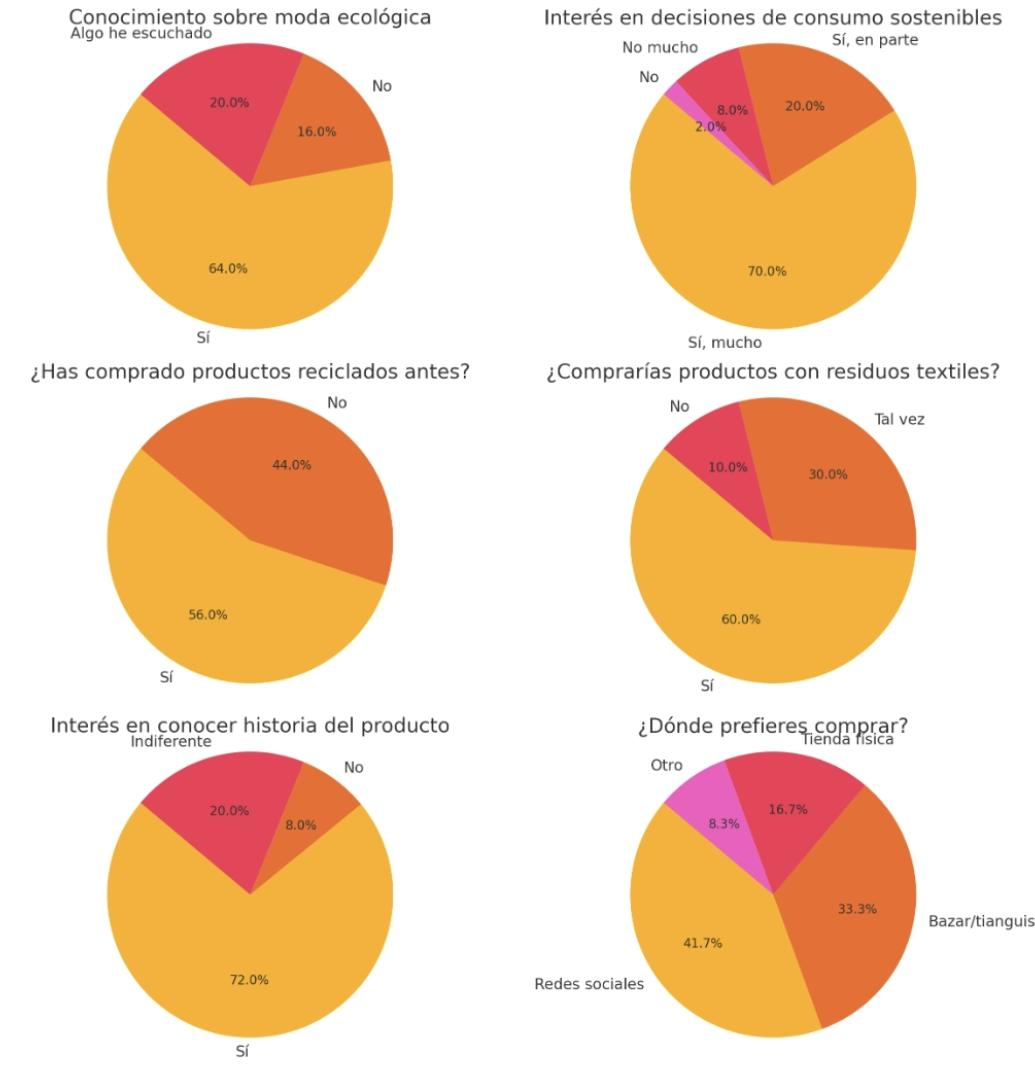 Conocimiento sobre moda ecológica
Algo he escuchado
No
20.0%
16.0%
64.0%
Sí
Interés en decisiones de consumo sostenibles
Sí, en parte
No mucho
No
8.0%
20.0%
2.0%
70.0%
Sí, mucho
¿Has comprado productos reciclados antes?
No
44.0%
56.0%
Sí
¿Comprarías productos con residuos textiles?
No
Tal vez
10.0%
30.0%
60.0%
Sí
Interés en conocer historia del producto
Indiferente
No
20.0%
8.0%
72.0%
Sí
¿Dónde prefieres comprar?
Tienda física
Otro
16.7%
8.3%
33.3%
Bazar/tianguis
41.7%
Redes sociales